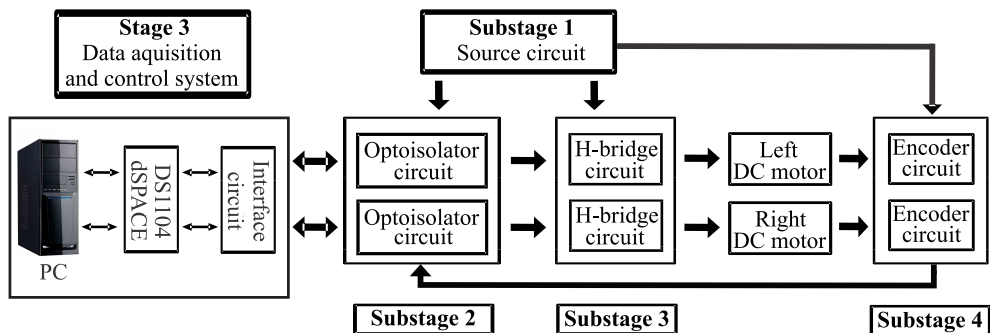 Stage 3
Data aquisition
and control system
Substage 1
Source circuit
PC
DS1104
dSPACE
Interface
circuit
Optoisolator
circuit
Optoisolator
circuit
H-bridge
circuit
H-bridge
circuit
Left
DC motor
Right
DC motor
Encoder
circuit
Encoder
circuit
Substage 2
Substage 3
Substage 4